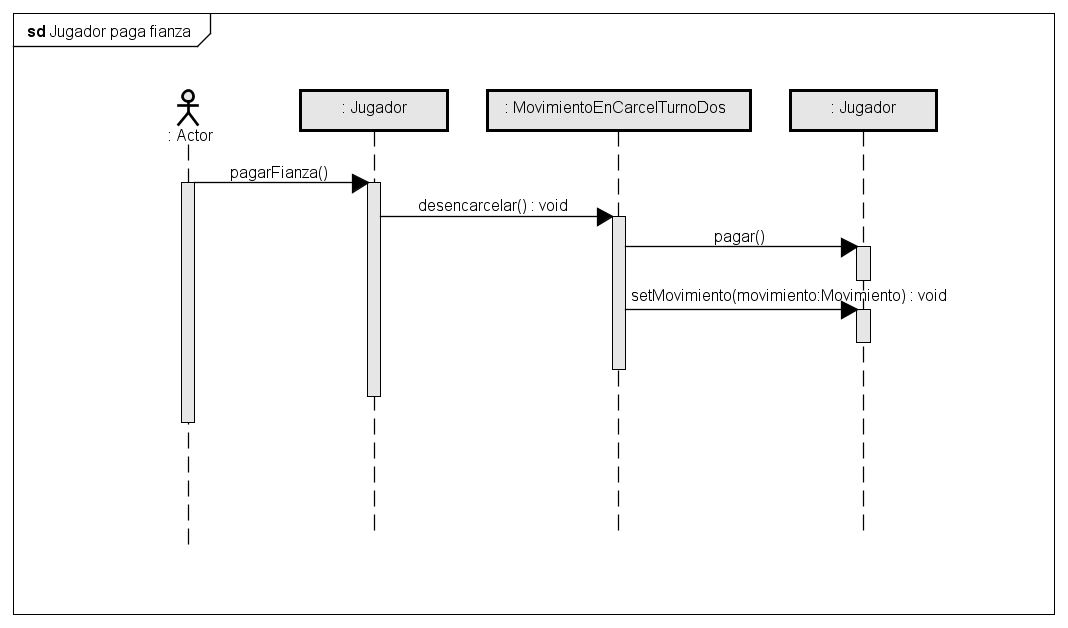 sd Jugador paga fianza
: Actor
: Jugador
: MovimientoEnCarcelTurnoDos
: Jugador
pagarFianza()
desencarcelar() : void
pagar()
setMovimiento(movimiento:Movimiento) : void